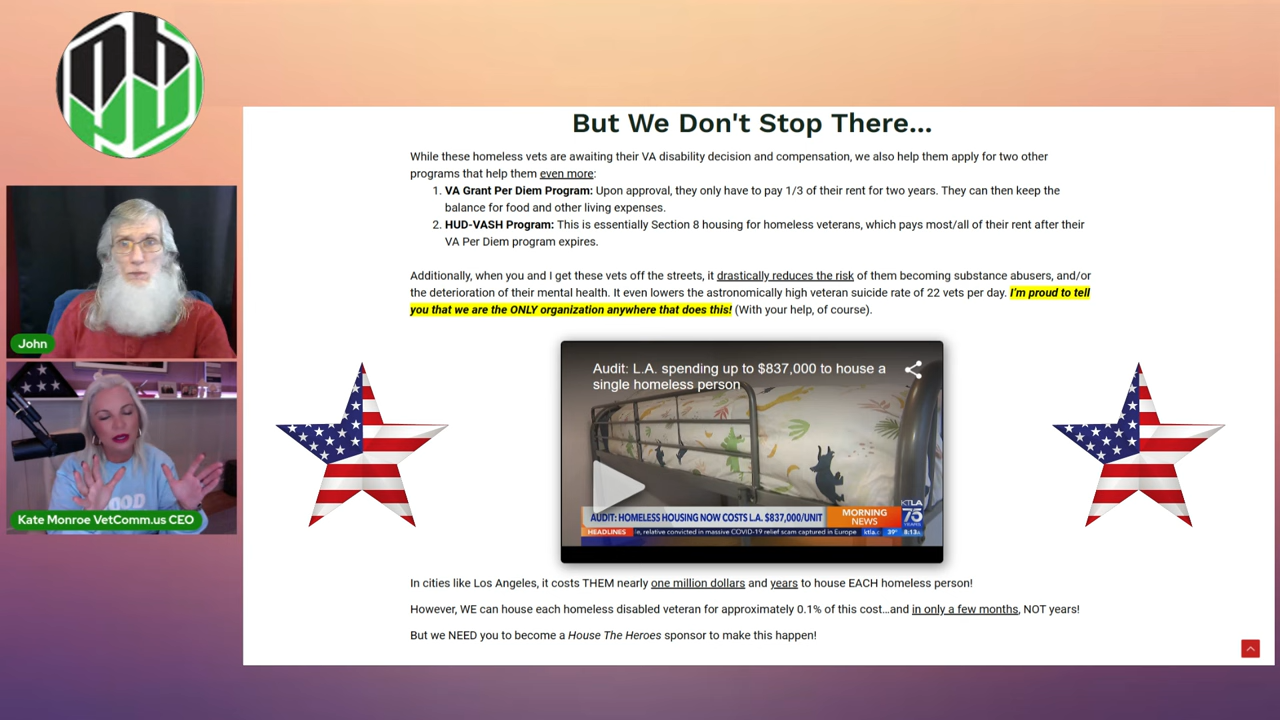 But We Don't Stop There...
While these homeless vets are awaiting their VA disability decision and compensation, we also help them apply for two other
programs that help them even more:
1. VA Grant Per Diem Program: Upon approval, they only have to pay 1/3 of their rent for two years. They can then keep the
balance for food and other living expenses.
2. HUD-VASH Program: This is essentially Section 8 housing for homeless veterans, which pays most/all of their rent after their
VA Per Diem program expires.
Additionally, when you and I get these vets off the streets, it drastically reduces the risk of them becoming substance abusers, and/or
the deterioration of their mental health. It even lowers the astronomically high veteran suicide rate of 22 vets per day. I'm proud to tell
you that we are the ONLY organization anywhere that does this! (With your help, of course).
John
Kate Monroe VetComm.us CEO
Audit: L.A. spending up to $837,000 to house a
single homeless person
KTLA
75
YEARS
AUDIT: HOMELESS HOUSING NOW COSTS L.A. $837,000/UNIT
MORNING
NEWS
HEADLINES
ie, relative convicted in massive COVID-19 relief scam captured in Europe
ktla.c
39°
8:13
In cities like Los Angeles, it costs THEM nearly one million dollars and years to house EACH homeless person!
However, WE can house each homeless disabled veteran for approximately 0.1% of this cost...and in only a few months, NOT years!
But we NEED you to become a House The Heroes sponsor to make this happen!